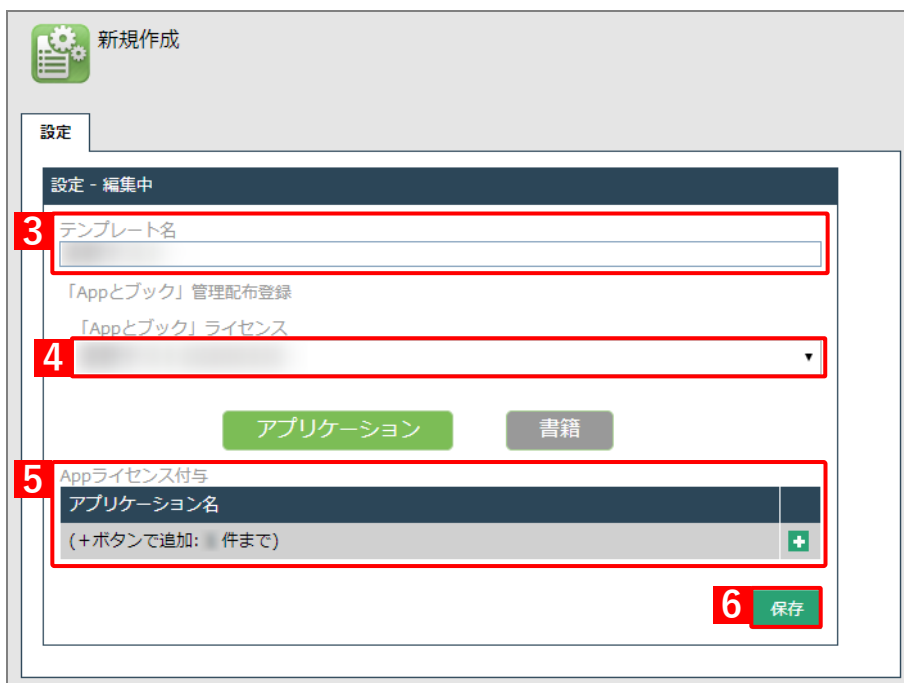 新規作成
設定
設定 - 編集中
3
テンプレート名
「Appとブック」管理配布登録
「Appとブック」ライセンス
4
▼
アプリケーション 書籍
5
Appライセンス付与
アプリケーション名
(+ボタンで追加: 件まで)
6 保存